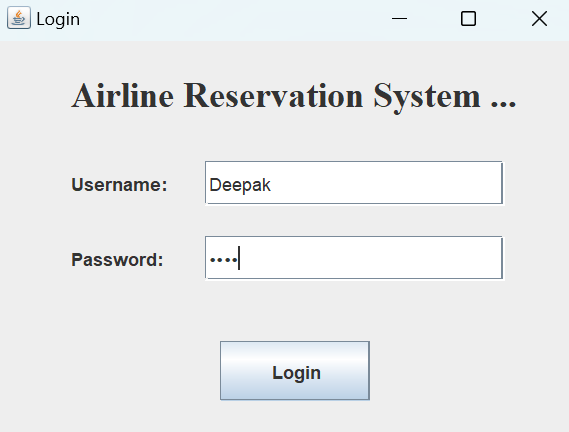 Login
Airline Reservation System ...
Username: Deepak
Password: ••••
Login